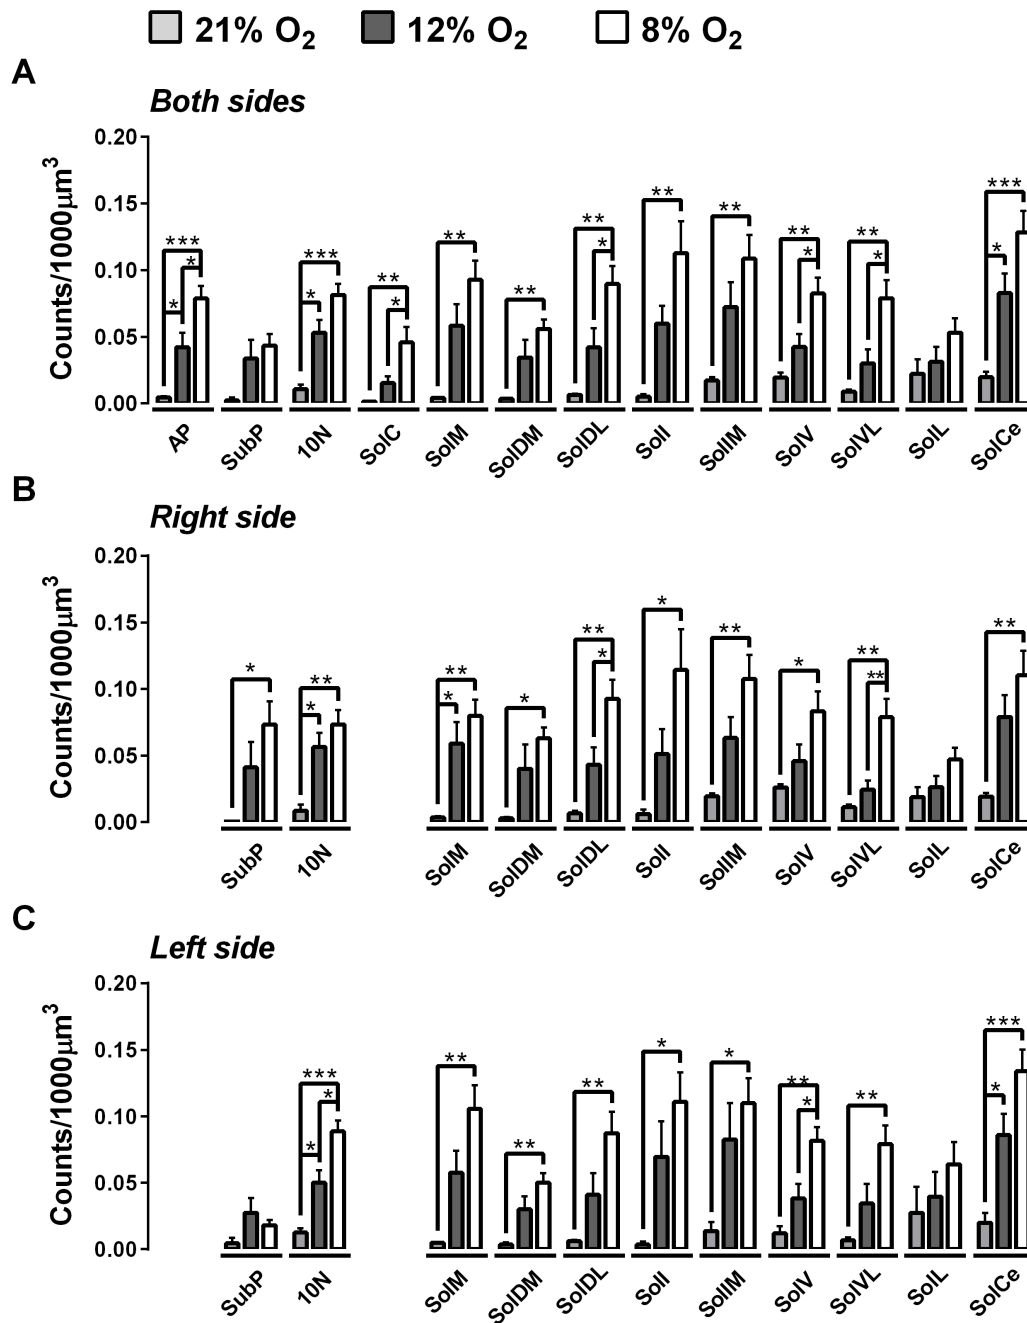 21% O2 12% O2 8% O2
A
Both sides
Counts/1000μm3
0.20
0.15
0.10
0.05
0.00
*** * *
*** *
** *
**
**
** *
**
**
** *
** *
*** *
AP SubP 10N SolC SolM SolDM SolDL SolI SolIM SolV SolVL SolL SolCe
B
Right side
Counts/1000μm3
0.20
0.15
0.10
0.05
0.00
*
** *
** *
*
** *
*
**
*
** **
**
SubP 10N SolM SolDM SolDL SolI SolIM SolV SolVL SolL SolCe
C
Left side
Counts/1000μm3
0.20
0.15
0.10
0.05
0.00
*** * *
**
**
**
*
*
** *
**
*** *
SubP 10N SolM SolDM SolDL SolI SolIM SolV SolVL SolL SolCe